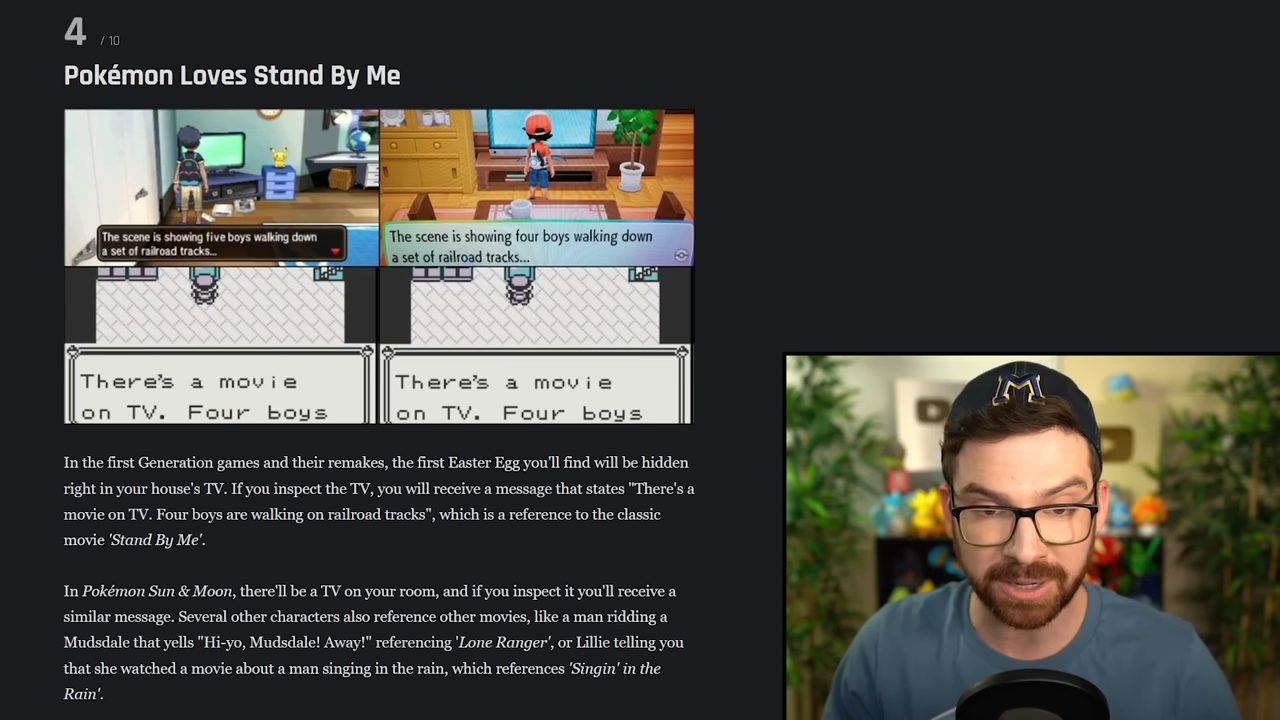 4 / 10
Pokémon Loves Stand By Me
The scene is showing five boys walking down
a set of railroad tracks...
The scene is showing four boys walking down
a set of railroad tracks...
There's a movie
on TV. Four boys
There's a movie
on TV. Four boys
In the first Generation games and their remakes, the first Easter Egg you'll find will be hidden
right in your house's TV. If you inspect the TV, you will receive a message that states "There's a
movie on TV. Four boys are walking on railroad tracks", which is a reference to the classic
movie 'Stand By Me'.
In Pokémon Sun & Moon, there'll be a TV on your room, and if you inspect it you'll receive a
similar message. Several other characters also reference other movies, like a man ridding a
Mudsdale that yells "Hi-yo, Mudsdale! Away!" referencing 'Lone Ranger', or Lillie telling you
that she watched a movie about a man singing in the rain, which references 'Singin' in the
Rain'.
M